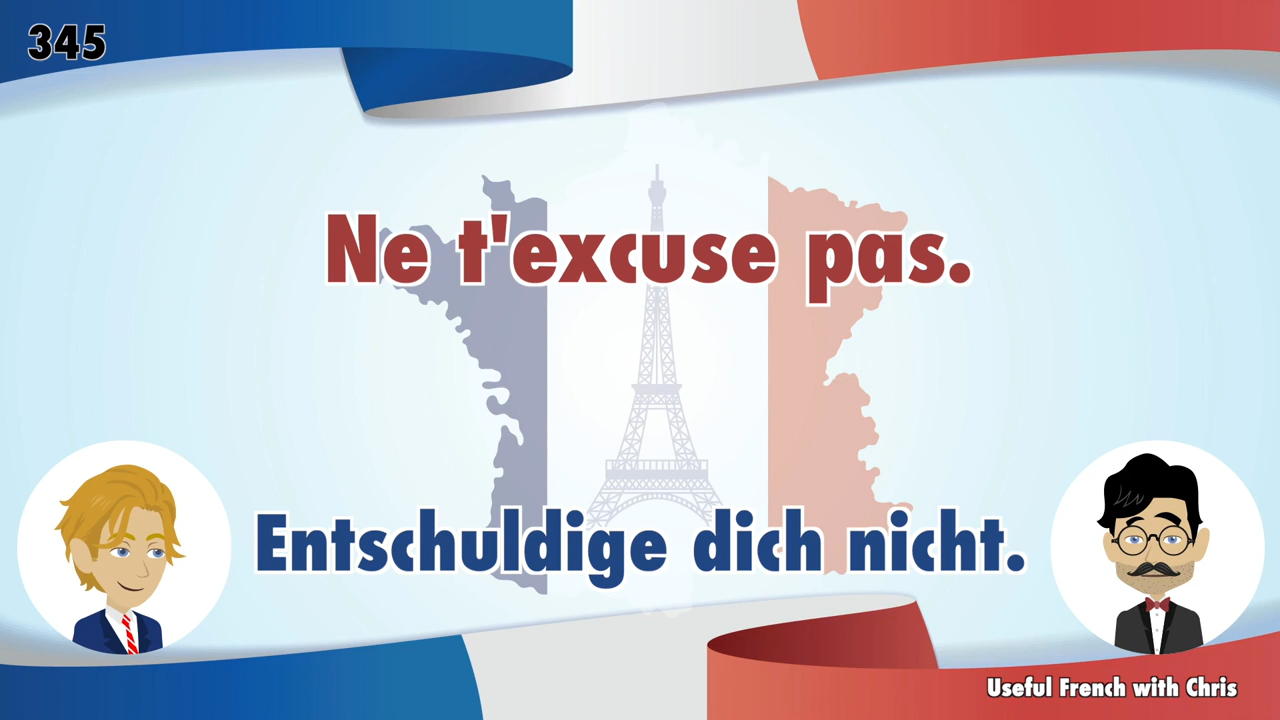 345
Ne t'excuse pas.
Entschuldige dich nicht.
Useful French with Chris